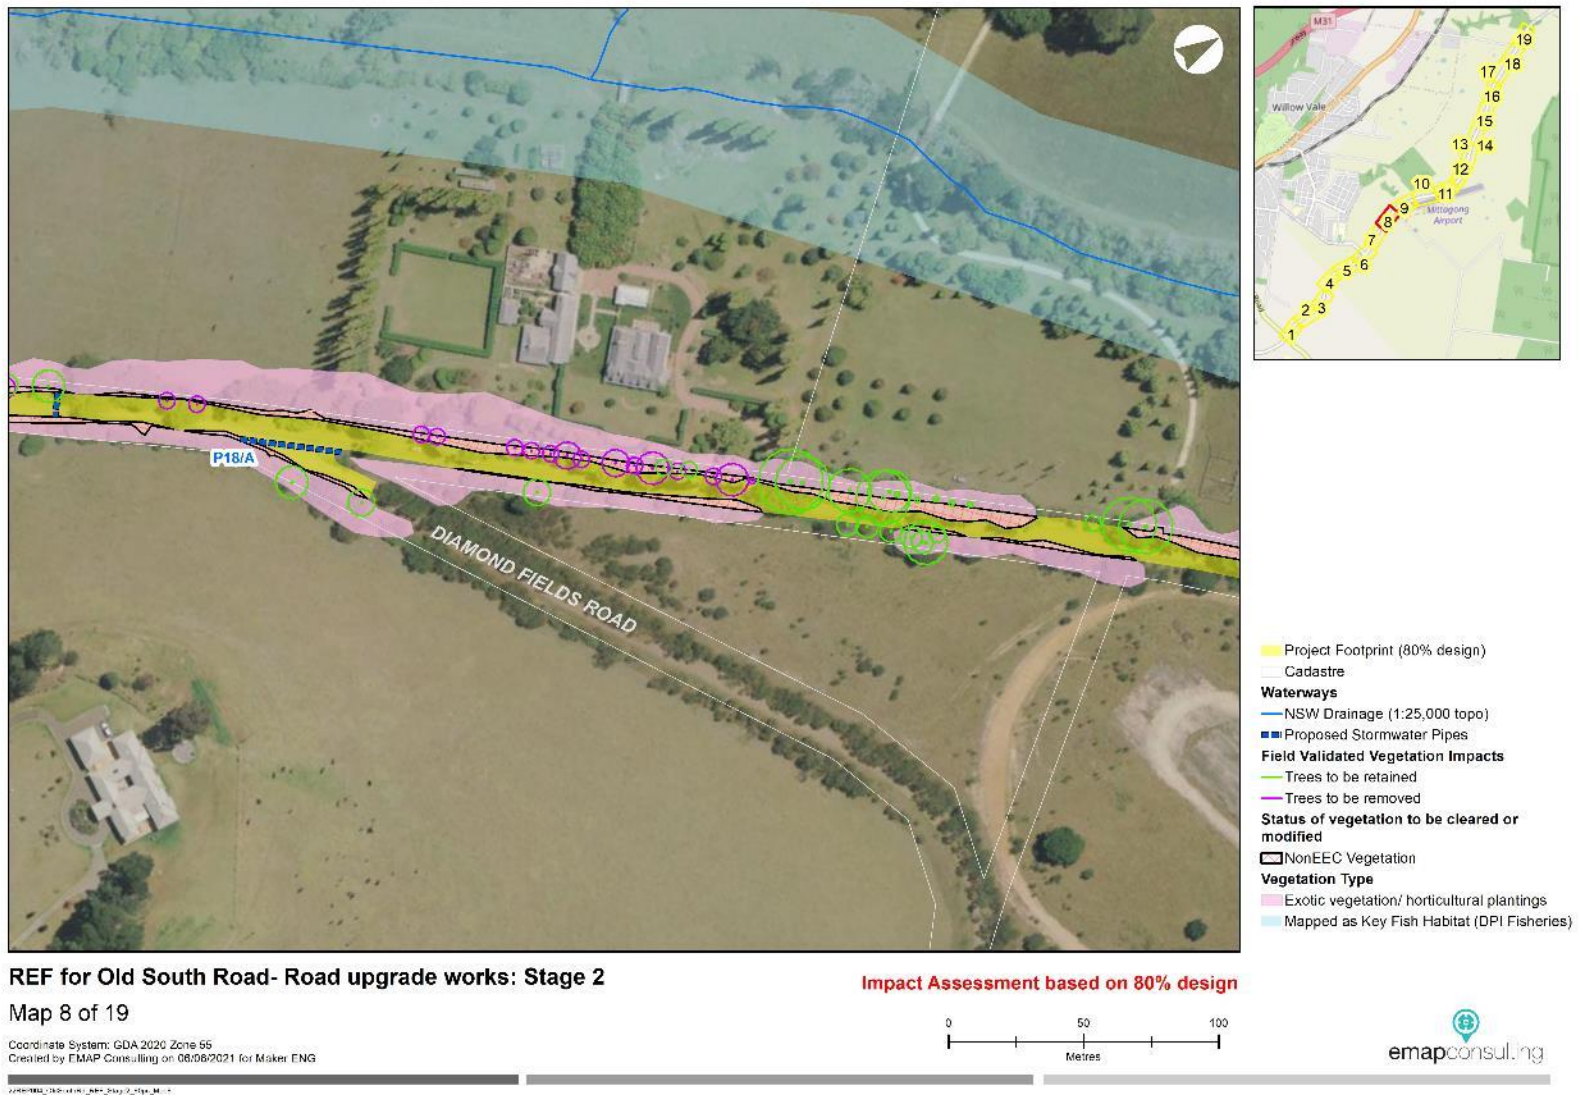 P18/A
DIAMOND FIELDS ROAD
M31
Willow Vale
Mittagong
Airport
Road
19
18
17
16
15
14
13
12
11
10
9
8
7
6
5
4
3
2
1
Project Footprint (80% design)
Cadastre
Waterways
NSW Drainage (1:25,000 topo)
Proposed Stormwater Pipes
Field Validated Vegetation Impacts
Trees to be retained
Trees to be removed
Status of vegetation to be cleared or
modified
NonEEC Vegetation
Vegetation Type
Exotic vegetation/ horticultural plantings
Mapped as Key Fish Habitat (DPI Fisheries)
REF for Old South Road- Road upgrade works: Stage 2
Impact Assessment based on 80% design
Map 8 of 19
Coordinate System: GDA 2020 Zone 55
Created by EMAP Consulting on 06/08/2021 for Maker ENG
0 50 100
Metres
emapconsulting